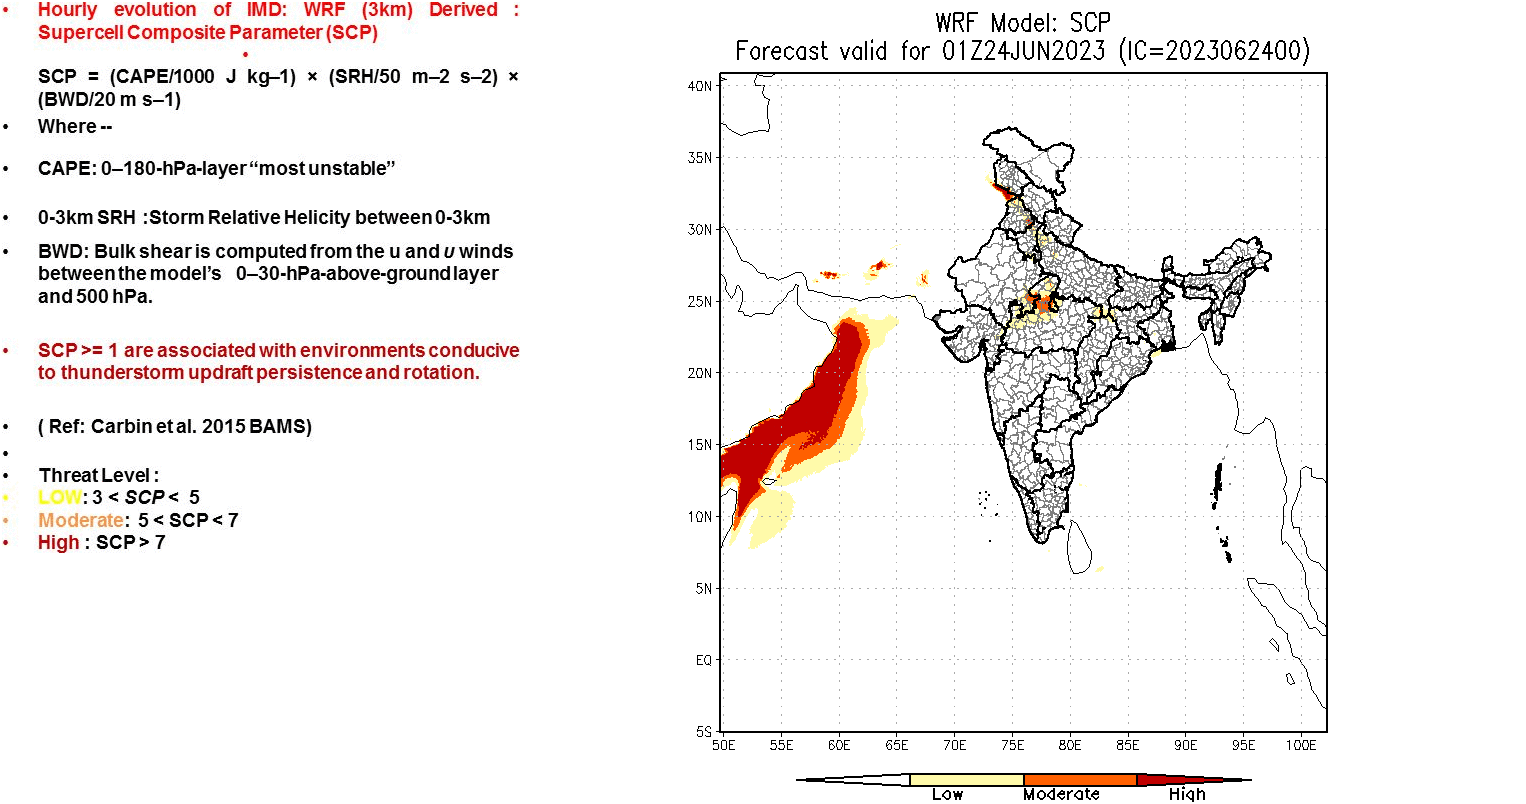 • Hourly evolution of IMD: WRF (3km) Derived :
Supercell Composite Parameter (SCP)
•
SCP = (CAPE/1000 J kg–1) × (SRH/50 m–2 s–2) ×
(BWD/20 m s–1)
• Where --
• CAPE: 0–180-hPa-layer “most unstable”
• 0-3km SRH :Storm Relative Helicity between 0-3km
• BWD: Bulk shear is computed from the u and υ winds
between the model’s 0–30-hPa-above-ground layer
and 500 hPa.
• SCP >= 1 are associated with environments conducive
to thunderstorm updraft persistence and rotation.
• ( Ref: Carbin et al. 2015 BAMS)
•
• Threat Level :
• LOW: 3 < SCP < 5
• Moderate: 5 < SCP < 7
• High : SCP > 7
WRF Model: SCP
Forecast valid for 01Z24JUN2023 (IC=2023062400)
40N
35N
30N
25N
20N
15N
10N
5N
EQ
5S
50E 55E 60E 65E 70E 75E 80E 85E 90E 95E 100E
Low Moderate High